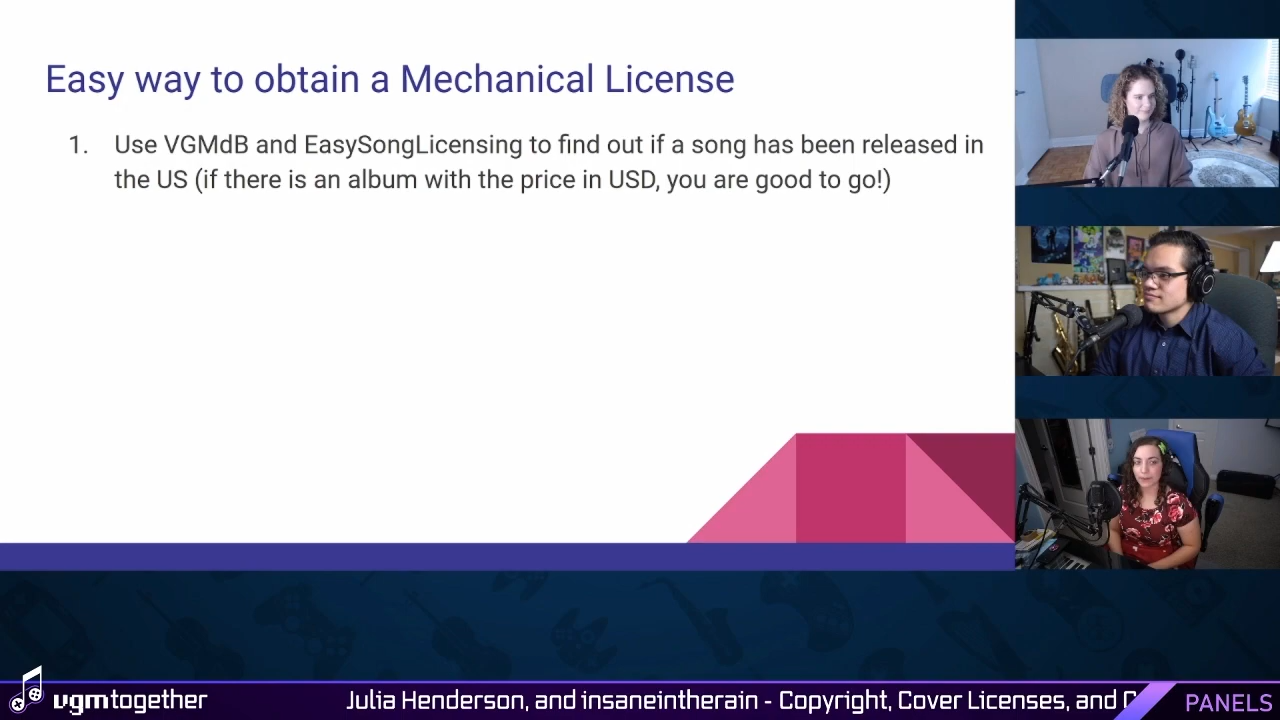 Easy way to obtain a Mechanical License
1. Use VGMdB and EasySongLicensing to find out if a song has been released in
the US (if there is an album with the price in USD, you are good to go!)
vgmtogether
Julia Henderson, and insaneintherain - Copyright, Cover Licenses, and
PANELS